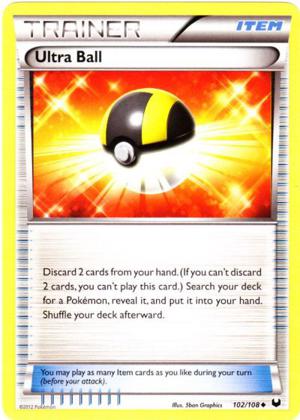 TRAINER ITEM
Ultra Ball
Discard 2 cards from your hand. (If you can't discard
2 cards, you can't play this card.) Search your deck
for a Pokémon, reveal it, and put it into your hand.
Shuffle your deck afterward.
You may play as many Item cards as you like during your turn
(before your attack).
©2012 Pokémon Illus. 5ban Graphics 102/108